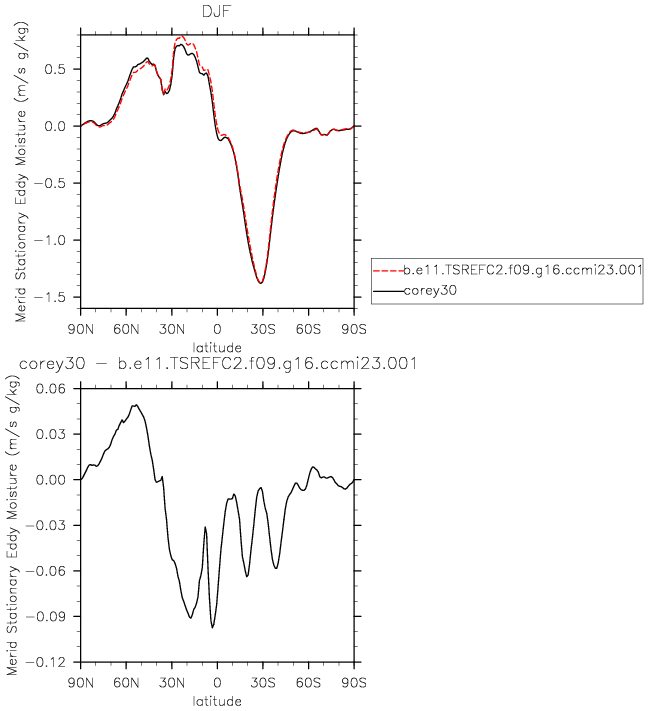 DJF
Merid Stationary Eddy Moisture (m/s g/kg)
0.5
0.0
−0.5
−1.0
−1.5
90N 60N 30N 0 30S 60S 90S
latitude
b.e11.TSREFC2.f09.g16.ccmi23.001
corey30
corey30 − b.e11.TSREFC2.f09.g16.ccmi23.001
Merid Stationary Eddy Moisture (m/s g/kg)
0.06
0.03
0.00
−0.03
−0.06
−0.09
−0.12
90N 60N 30N 0 30S 60S 90S
latitude